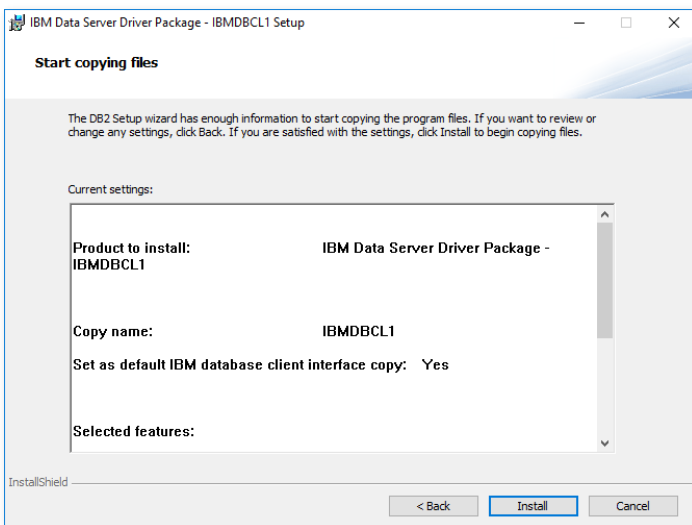 IBM Data Server Driver Package - IBMDBCL1 Setup
Start copying files
The DB2 Setup wizard has enough information to start copying the program files. If you want to review or
change any settings, click Back. If you are satisfied with the settings, click Install to begin copying files.
Current settings:
Product to install: IBM Data Server Driver Package -
IBMDBCL1
Copy name: IBMDBCL1
Set as default IBM database client interface copy: Yes
Selected features:
InstallShield
< Back Install Cancel